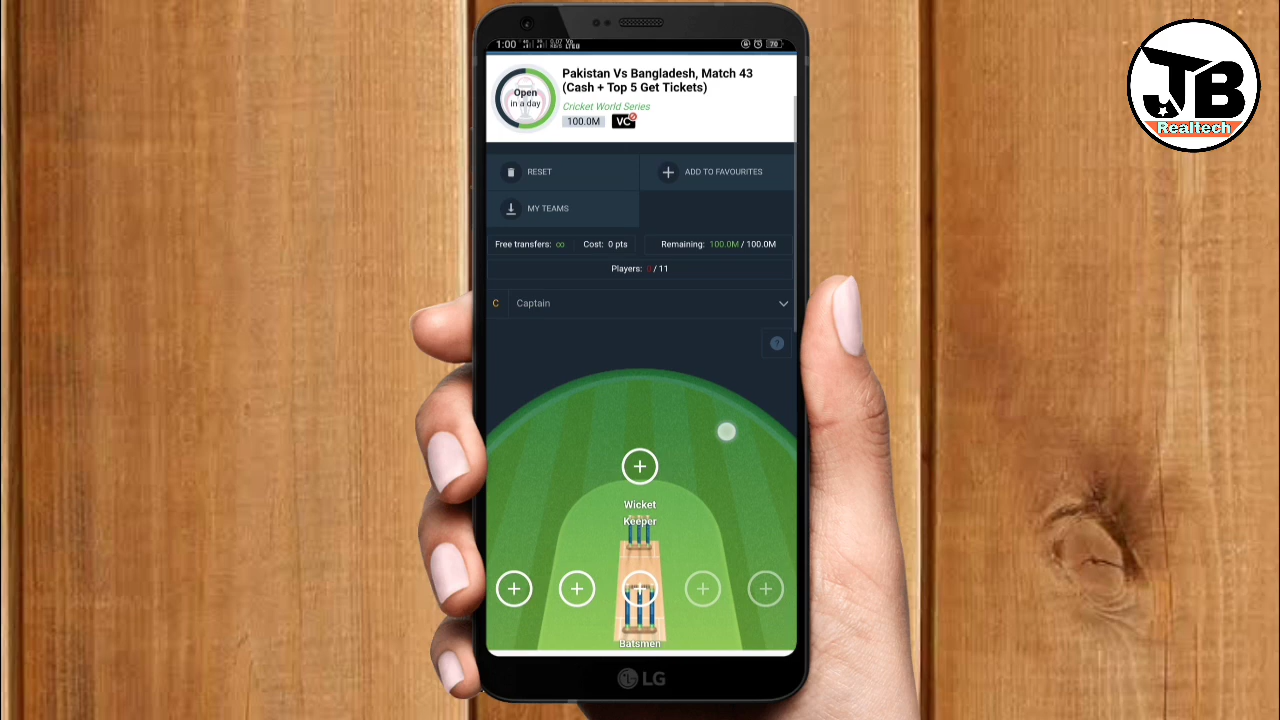 1:00
70
Pakistan Vs Bangladesh, Match 43
(Cash + Top 5 Get Tickets)
Open
in a day
Cricket World Series
100.0M VC
RESET
ADD TO FAVOURITES
MY TEAMS
Free transfers: ∞ Cost: 0 pts Remaining: 100.0M / 100.0M
Players: 0 / 11
C Captain
?
Wicket
Keeper
Batsmen
LG
JB
Realtech